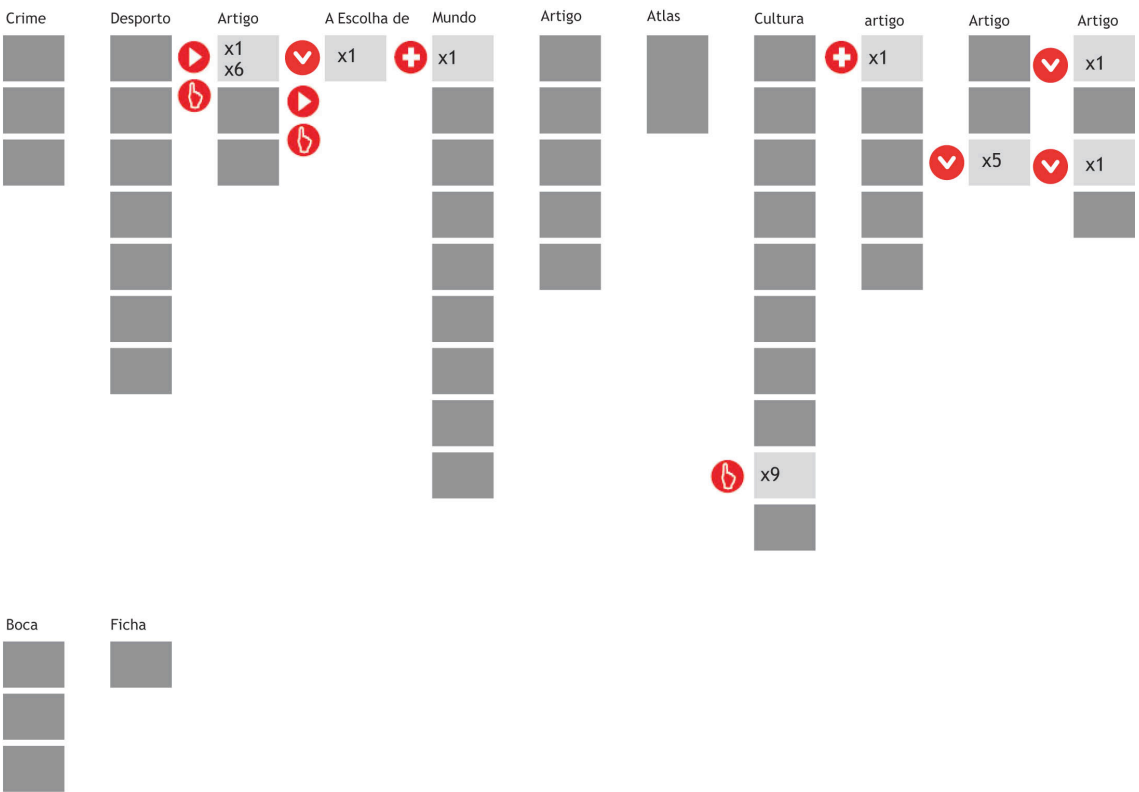 Crime Desporto Artigo A Escolha de Mundo Artigo Atlas Cultura artigo Artigo Artigo
x1 x1 x1 x1 x1
x6
x5 x1
x9
Boca Ficha